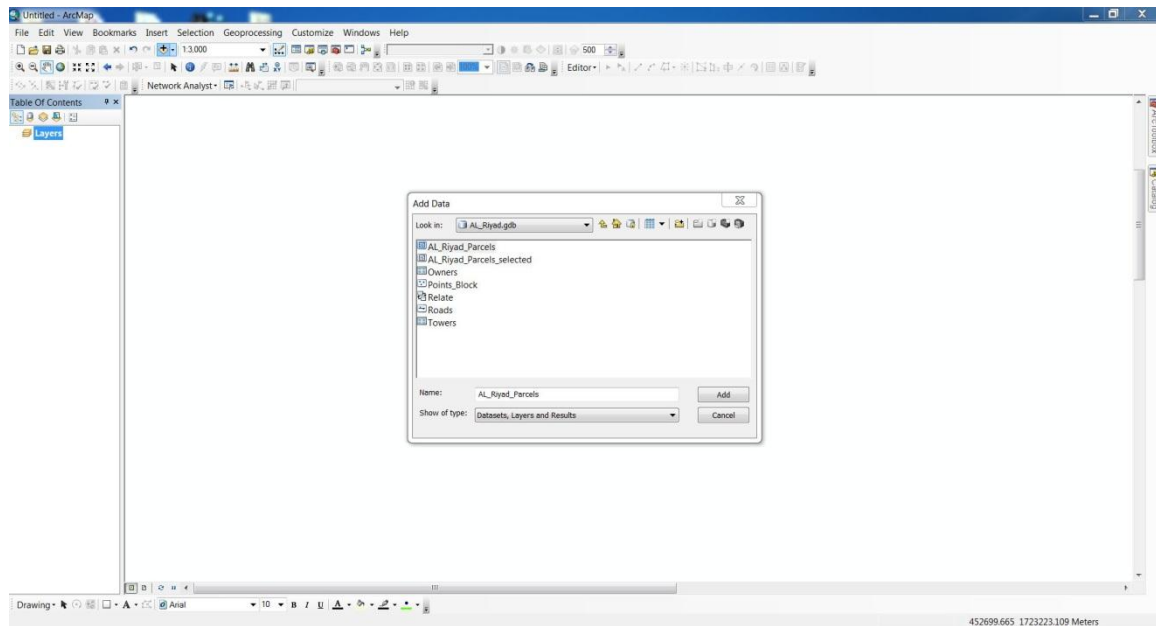 Untitled - ArcMap
File Edit View Bookmarks Insert Selection Geoprocessing Customize Windows Help
1:3,000
500
Editor
Network Analyst
Table Of Contents
Layers
ArcToolbox
Catalog
Add Data
Look in: AL_Riyad.gdb
AL_Riyad_Parcels
AL_Riyad_Parcels_selected
Owners
Points_Block
Relate
Roads
Towers
Name: AL_Riyad_Parcels Add
Show of type: Datasets, Layers and Results Cancel
Drawing A Arial 10 B I U A
452699.665 1723223.109 Meters